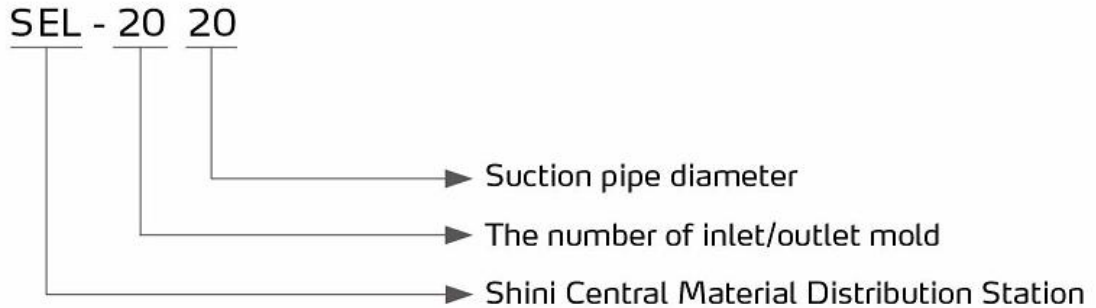 SEL - 20 20
Suction pipe diameter
The number of inlet/outlet mold
Shini Central Material Distribution Station